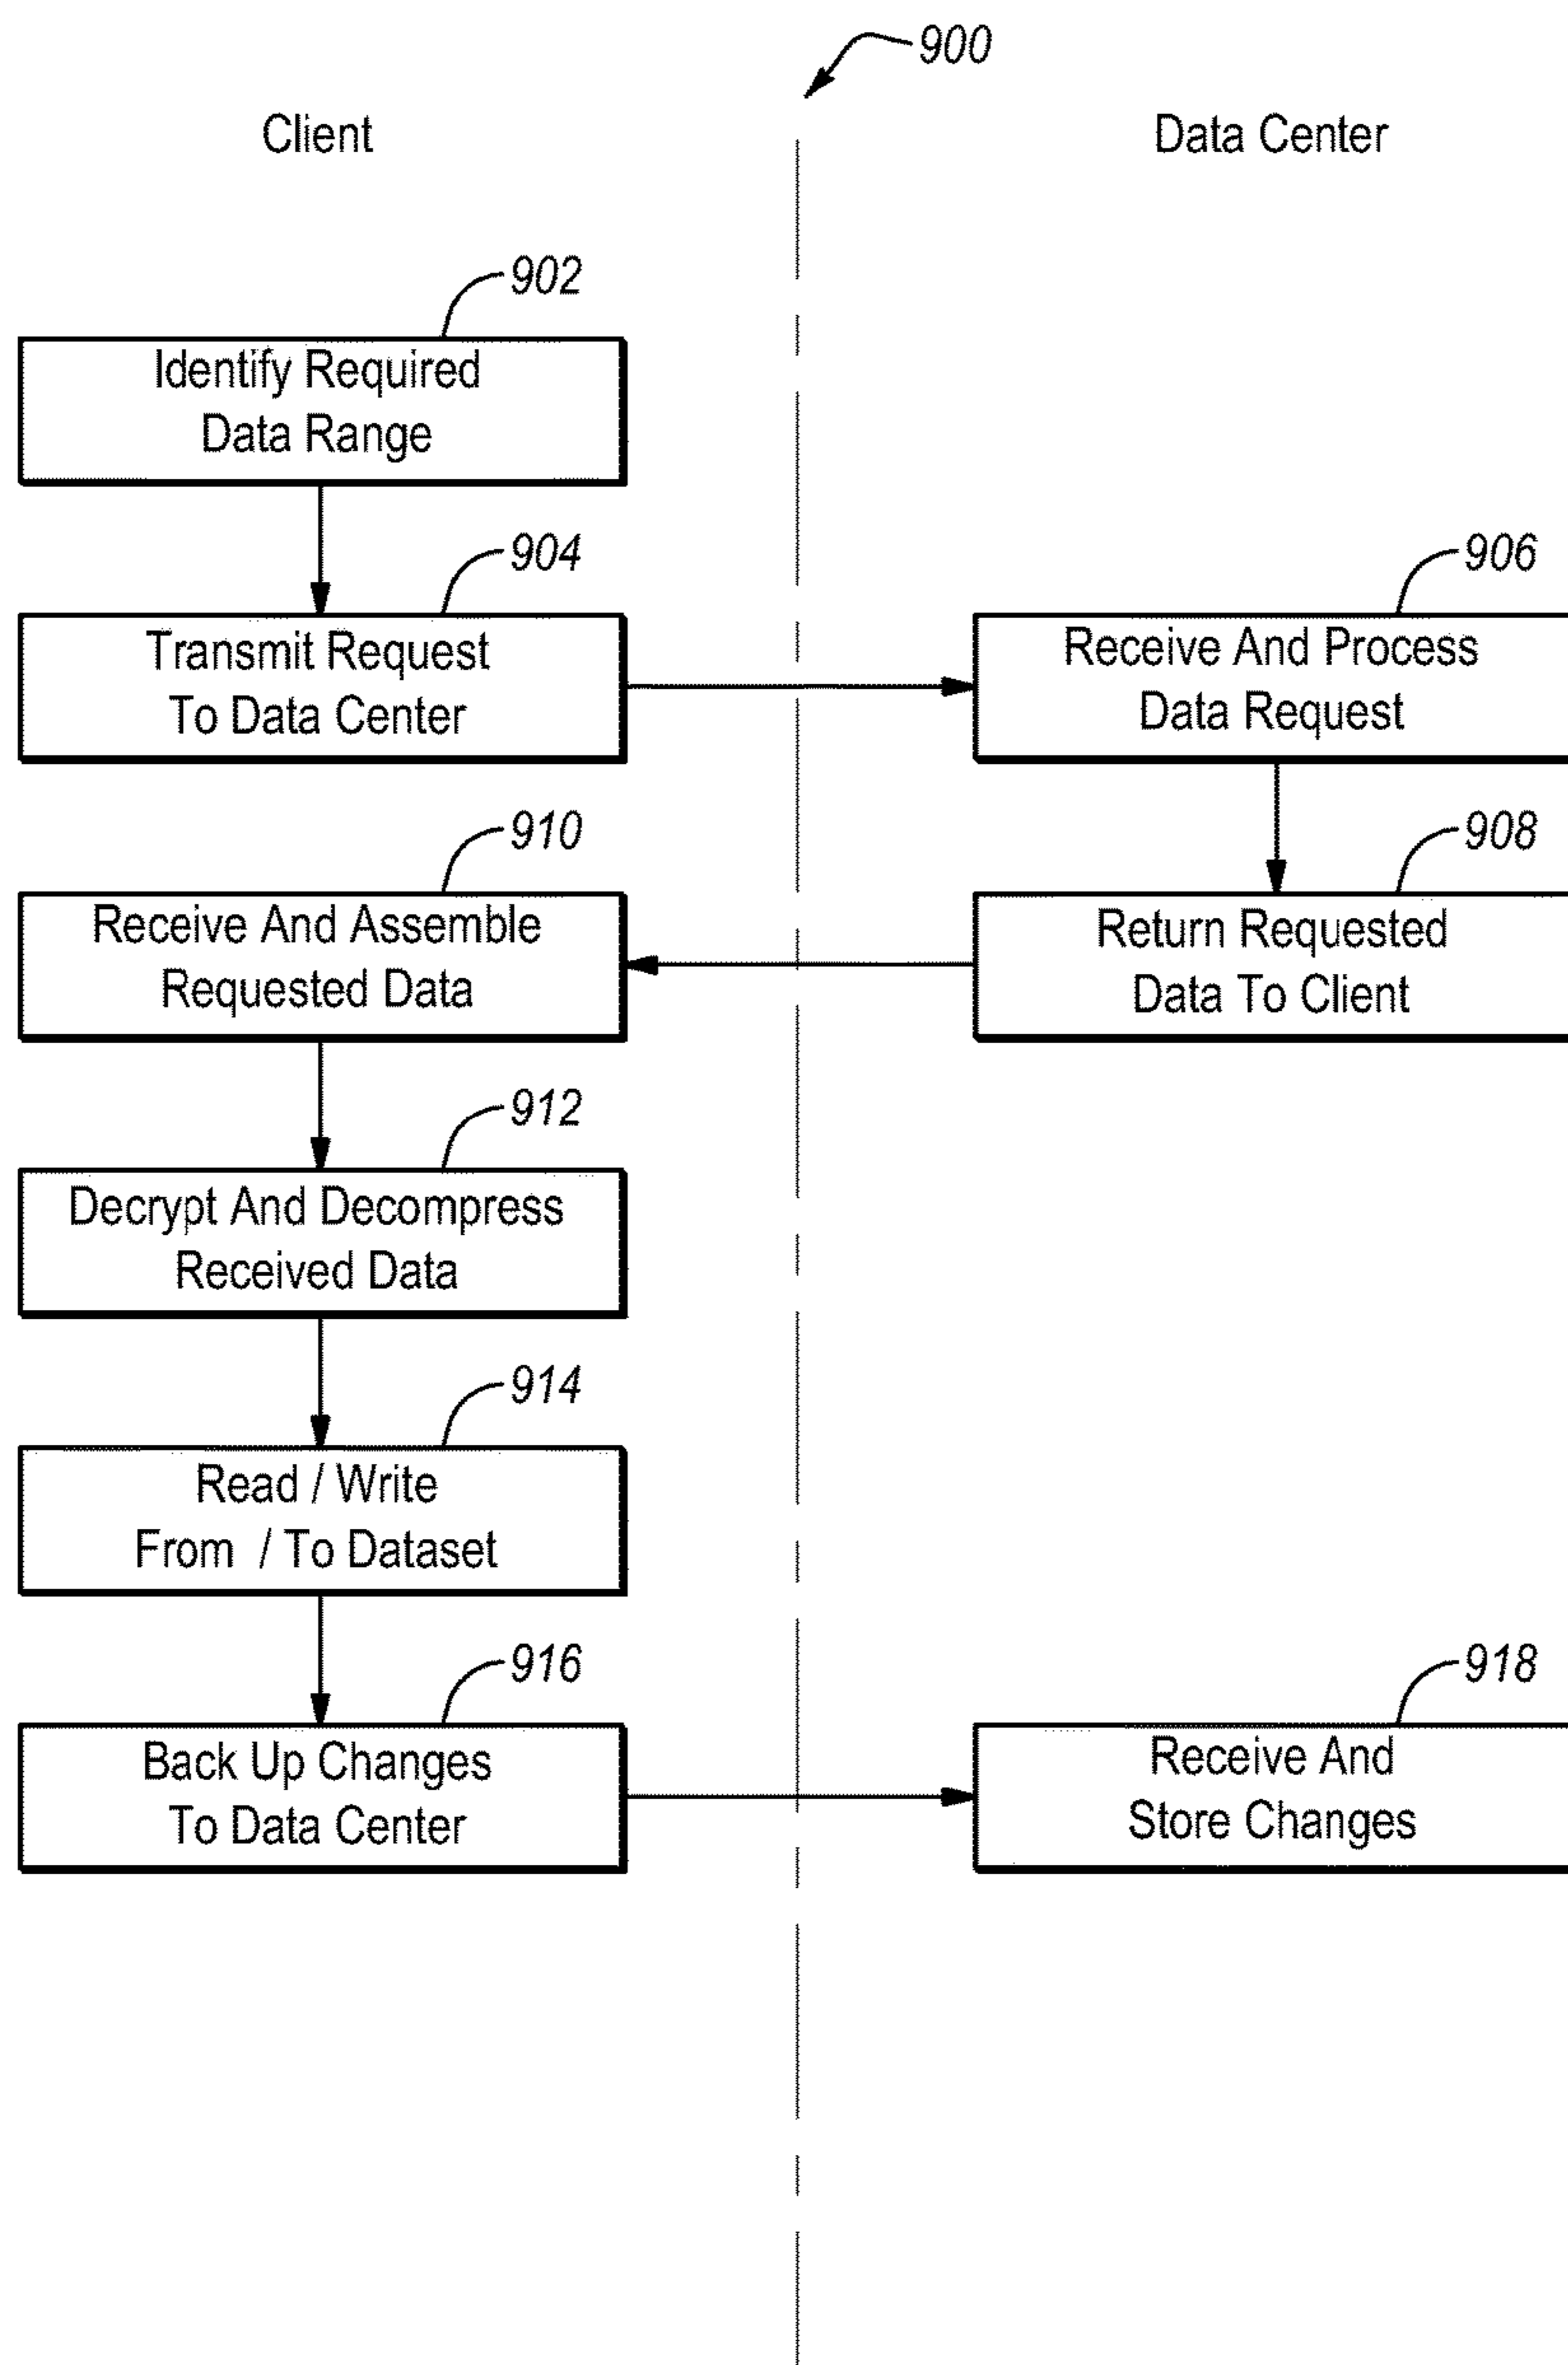 900
Client
Data Center
902
Identify Required
Data Range
904
Transmit Request
To Data Center
906
Receive And Process
Data Request
910
Receive And Assemble
Requested Data
908
Return Requested
Data To Client
912
Decrypt And Decompress
Received Data
914
Read / Write
From / To Dataset
916
Back Up Changes
To Data Center
918
Receive And
Store Changes